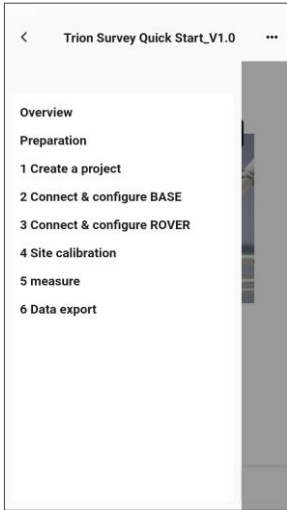 Trion Survey Quick Start_V1.0
Overview
Preparation
1 Create a project
2 Connect & configure BASE
3 Connect & configure ROVER
4 Site calibration
5 measure
6 Data export